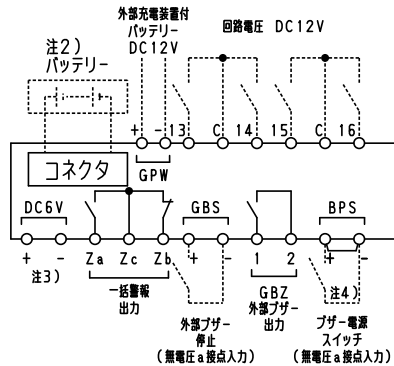 外部充電装置付
バッテリー
DC12V
回路電圧 DC12V
注2)
バッテリー
+ - 13 C 14 15 C 16
コネクタ
GPW
DC6V GBS BPS
+ - Za Zc Zb + - 1 2 + -
注3)
一括警報
出力
GBZ
外部ブザー
出力
注4)
外部ブザー
停止
(無電圧a接点入力)
ブザー電源
スイッチ
(無電圧a接点入力)